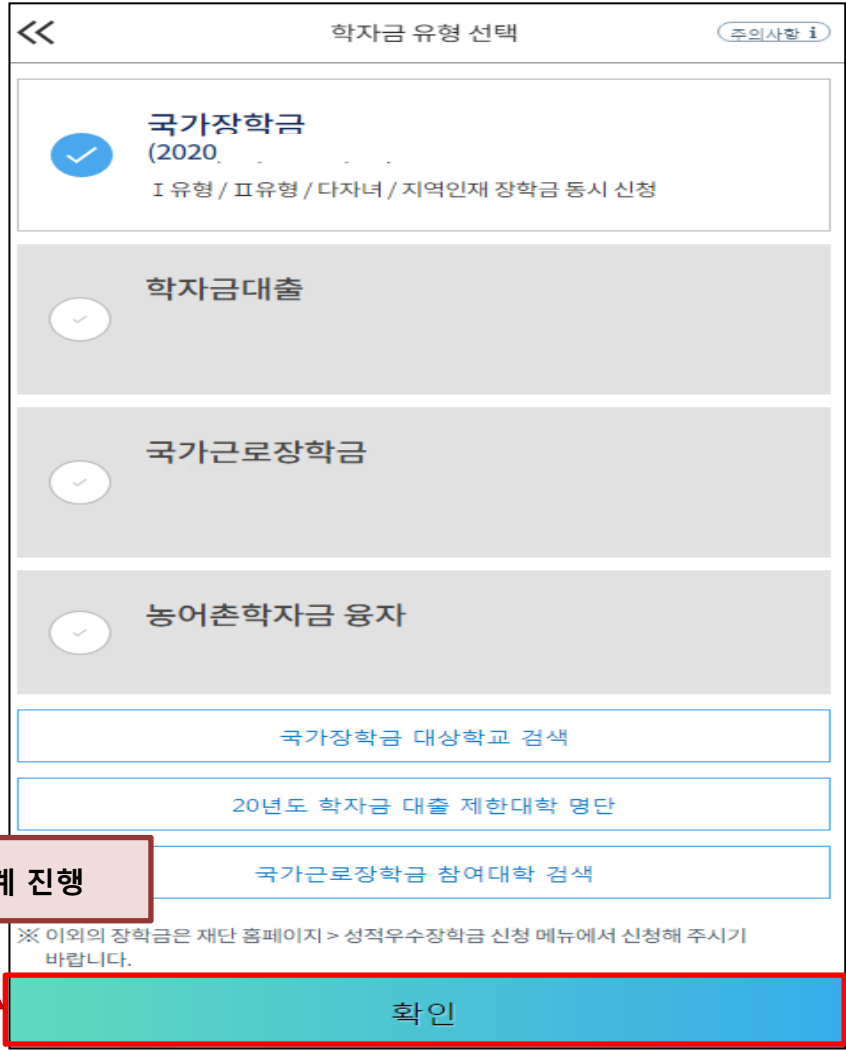 학자금 유형 선택
주의사항 i
국가장학금
(2020
I 유형 / II유형 / 다자녀 / 지역인재 장학금 동시 신청
학자금대출
국가근로장학금
농어촌학자금 융자
국가장학금 대상학교 검색
20년도 학자금 대출 제한대학 명단
진행
국가근로장학금 참여대학 검색
※ 이외의 장학금은 재단 홈페이지 > 성적우수장학금 신청 메뉴에서 신청해 주시기
바랍니다.
확인